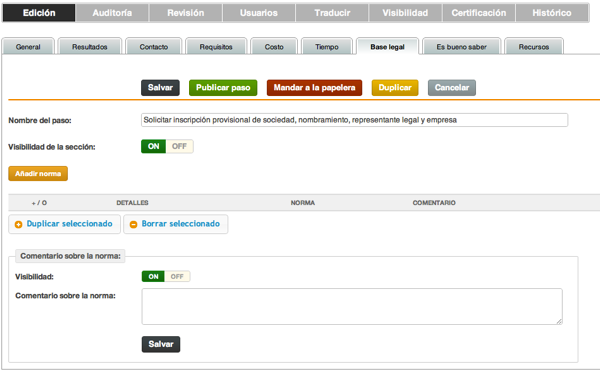 Edición Auditoría Revisión Usuarios Traducir Visibilidad Certificación Histórico
General Resultados Contacto Requisitos Costo Tiempo Base legal Es bueno saber Recursos
Salvar Publicar paso Mandar a la papelera Duplicar Cancelar
Nombre del paso: Solicitar inscripción provisional de sociedad, nombramiento, representante legal y empresa
Visibilidad de la sección: ON OFF
Añadir norma
+ / O DETALLES NORMA COMENTARIO
Duplicar seleccionado Borrar seleccionado
Comentario sobre la norma:
Visibilidad: ON OFF
Comentario sobre la norma:
Salvar